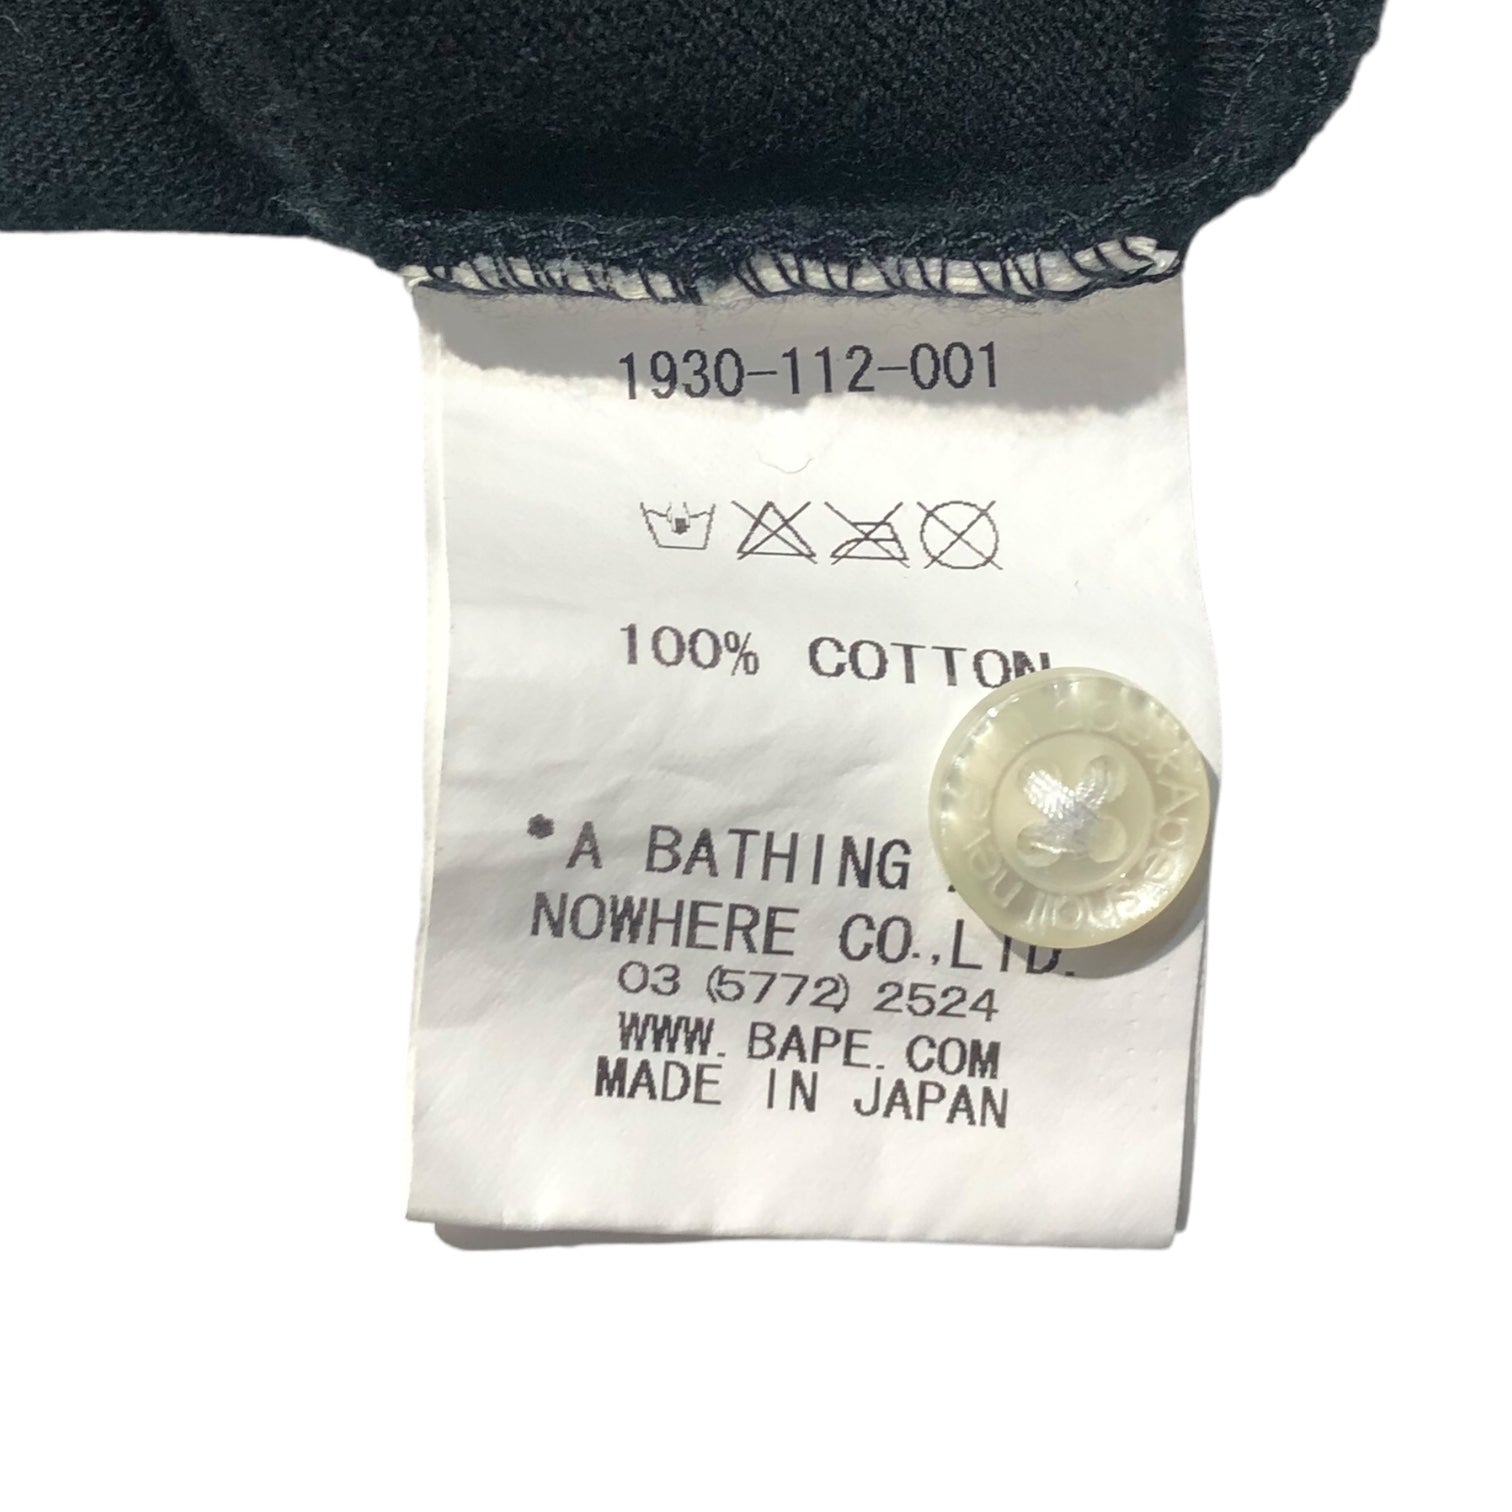 1930-112-001
100% COTTON
*A BATHING
NOWHERE CO.,LTD.
03 (5772) 2524
WWW. BAPE. COM
MADE IN JAPAN